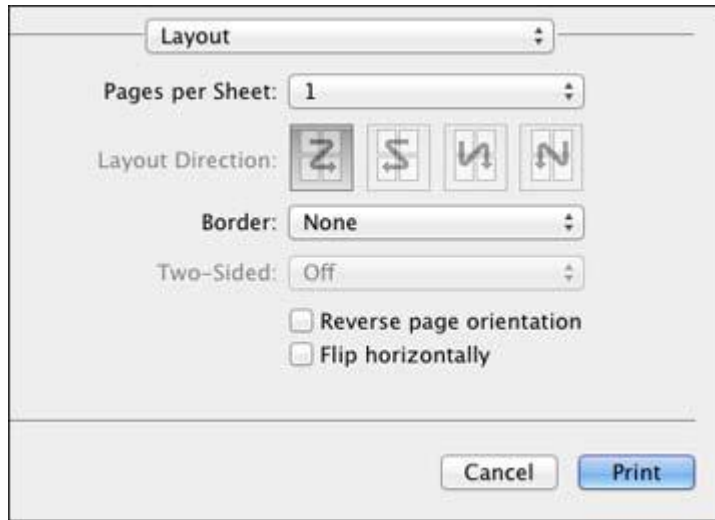 Layout
Pages per Sheet: 1
Layout Direction:
Border: None
Two-Sided: Off
Reverse page orientation
Flip horizontally
Cancel Print